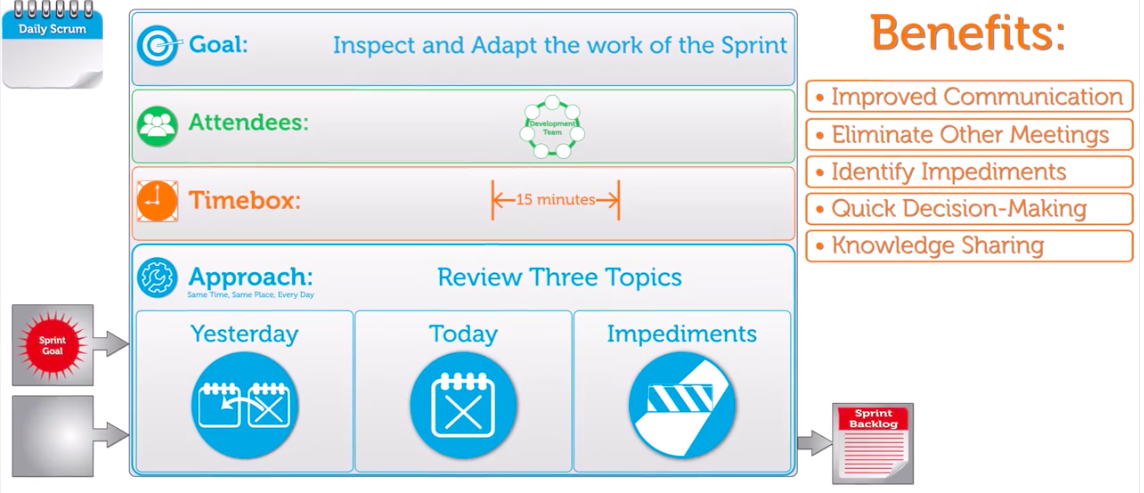 Daily Scrum
Goal:
Inspect and Adapt the work of the Sprint
Attendees:
Development
Team
Timebox:
15 minutes
Approach:
Same Time, Same Place, Every Day
Review Three Topics
Yesterday
Today
Impediments
Sprint
Goal
Sprint
Backlog
Benefits:
• Improved Communication
• Eliminate Other Meetings
• Identify Impediments
• Quick Decision-Making
• Knowledge Sharing